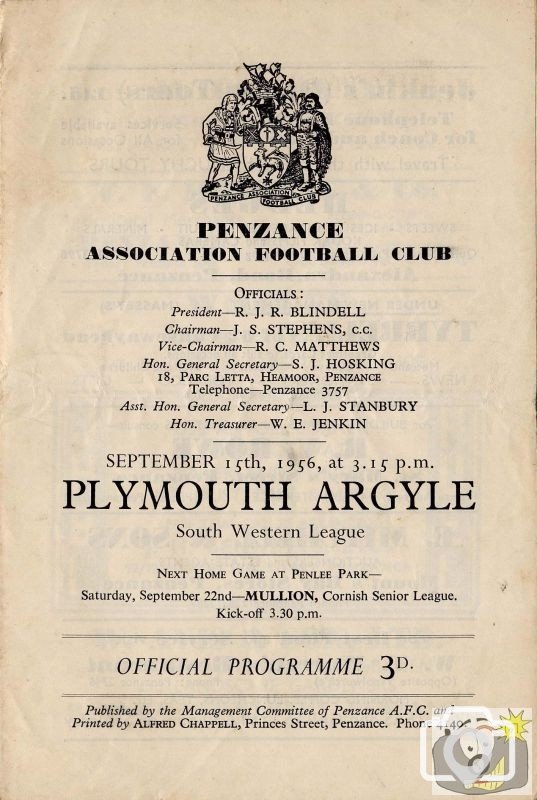 PENZANCE ASSOCIATION FOOTBALL CLUB
PENZANCE
ASSOCIATION FOOTBALL CLUB
OFFICIALS :
President—R. J. R. BLINDELL
Chairman—J. S. STEPHENS, C.C.
Vice-Chairman—R. C. MATTHEWS
Hon. General Secretary—S. J. HOSKING
18, PARC LETTA, HEAMOOR, PENZANCE
Telephone—Penzance 3757
Asst. Hon. General Secretary—L. J. STANBURY
Hon. Treasurer—W. E. JENKIN
SEPTEMBER 15th, 1956, at 3.15 p.m.
PLYMOUTH ARGYLE
South Western League
NEXT HOME GAME AT PENLEE PARK—
Saturday, September 22nd—MULLION, Cornish Senior League.
Kick-off 3.30 p.m.
OFFICIAL PROGRAMME 3D.
Published by the Management Committee of Penzance A.F.C. and
Printed by ALFRED CHAPPELL, Princes Street, Penzance. Phone